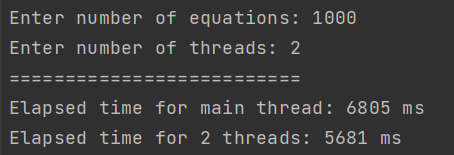 Enter number of equations: 1000
Enter number of threads: 2
==========================
Elapsed time for main thread: 6805 ms
Elapsed time for 2 threads: 5681 ms